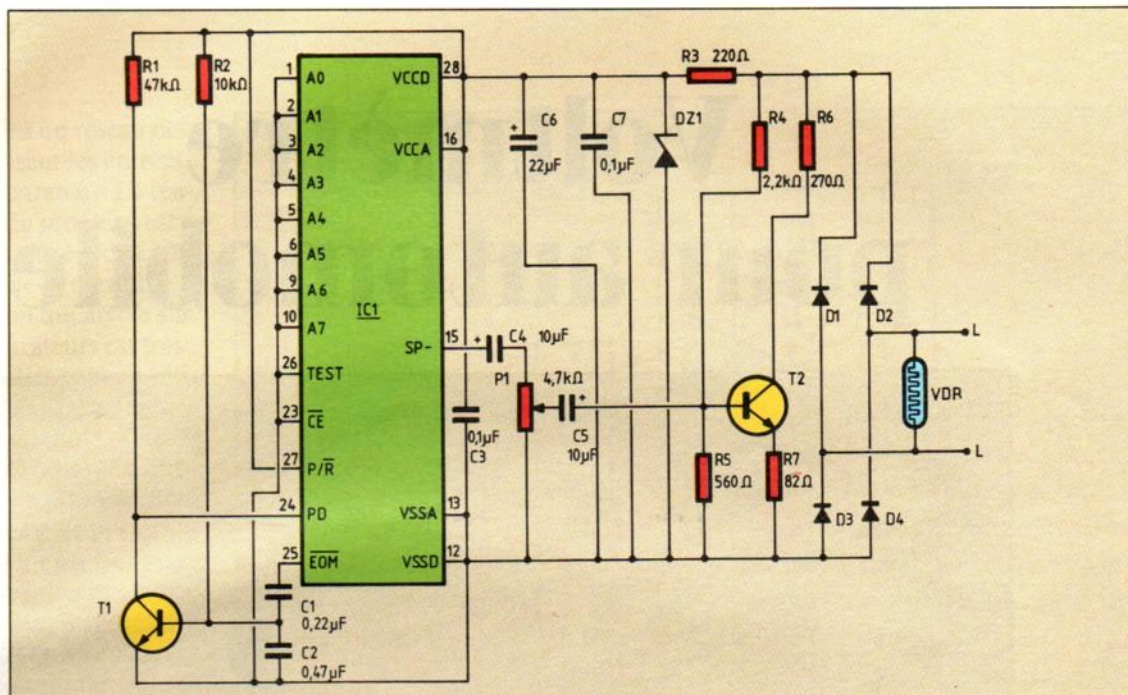 R1
47kΩ
R2
10kΩ
1 A0
2 A1
3 A2
4 A3
5 A4
6 A5
9 A6
10 A7
26 TEST
23 CE
27 P/R
24 PD
25 EOM
IC1
VCCD 28
VCCA 16
SP- 15
VSSA 13
VSSD 12
T1
C1
0,22µF
C2
0,47µF
+ C6
22µF
C7
0,1µF
DZ1
R3 220Ω
R4
2,2kΩ
R6
270Ω
+ C4 10µF
P1 4,7kΩ
C5 +
10µF
0,1µF
C3
T2
R5
560Ω
R7
82Ω
D1
D2
D3
D4
VDR
L
L